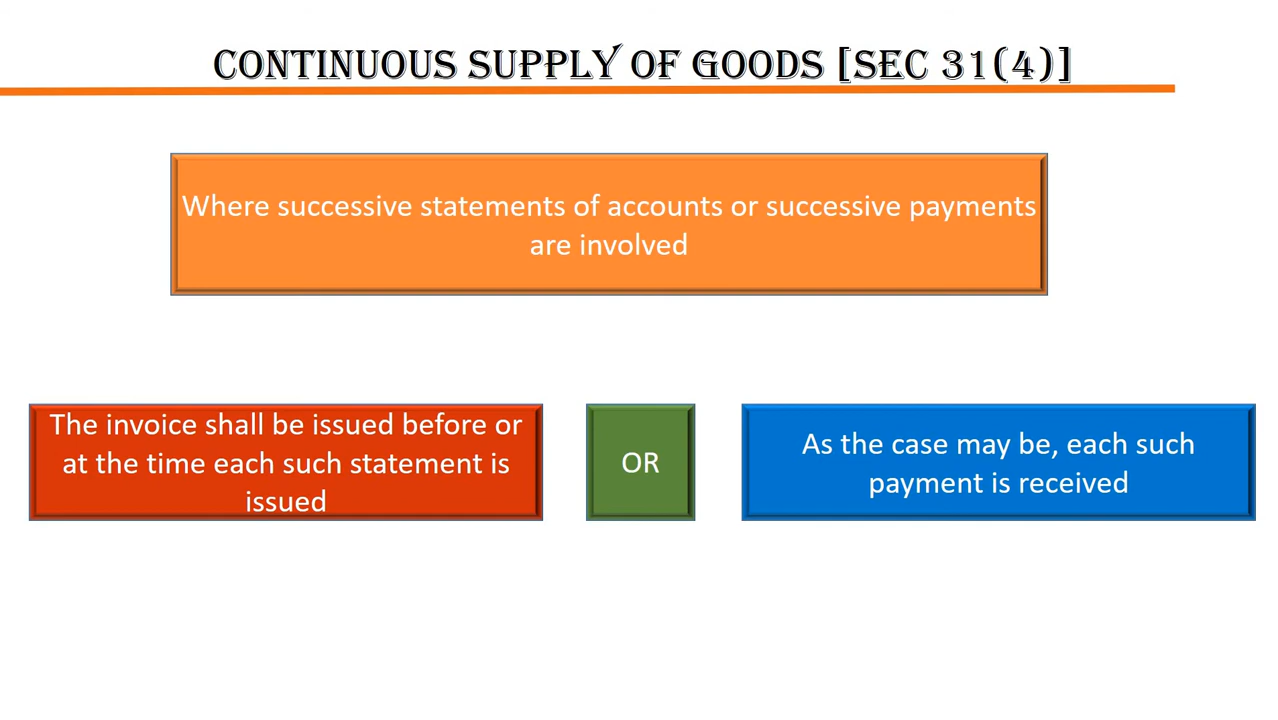 CONTINUOUS SUPPLY OF GOODS [SEC 31(4)]
Where successive statements of accounts or successive payments
are involved
The invoice shall be issued before or
at the time each such statement is
issued
OR
As the case may be, each such
payment is received